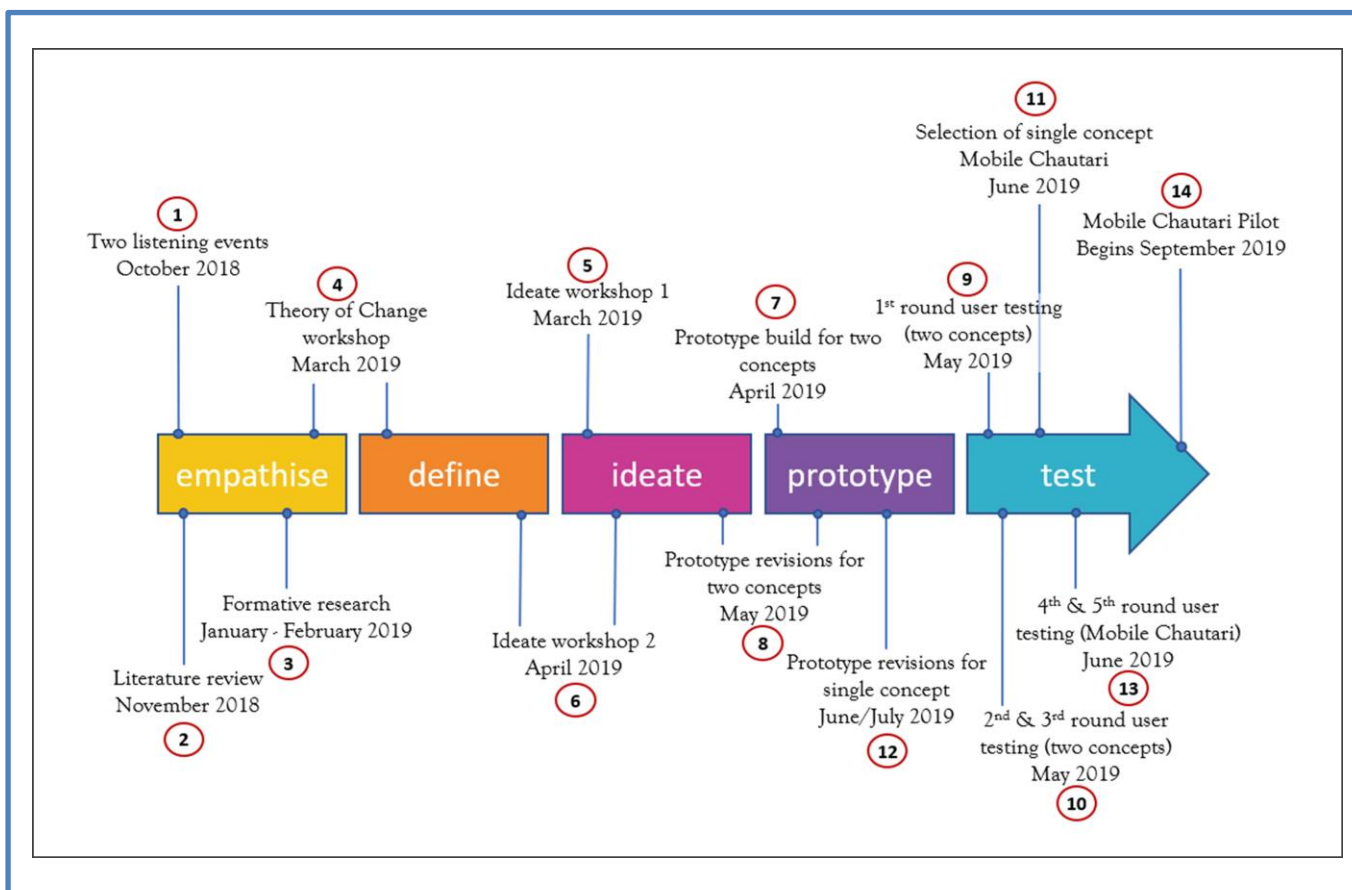 1
Two listening events
October 2018
2
Literature review
November 2018
3
Formative research
January - February 2019
4
Theory of Change
workshop
March 2019
5
Ideate workshop 1
March 2019
6
Ideate workshop 2
April 2019
7
Prototype build for two
concepts
April 2019
8
Prototype revisions for
two concepts
May 2019
9
1st round user testing
(two concepts)
May 2019
10
2nd & 3rd round user
testing (two concepts)
May 2019
11
Selection of single concept
Mobile Chautari
June 2019
12
Prototype revisions for
single concept
June/July 2019
13
4th & 5th round user
testing (Mobile Chautari)
June 2019
14
Mobile Chautari Pilot
Begins September 2019
empathise
define
ideate
prototype
test